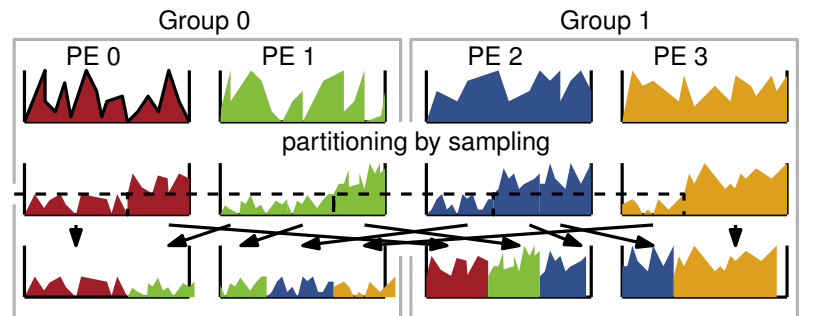 Group 0
Group 1
PE 0
PE 1
PE 2
PE 3
partitioning by sampling